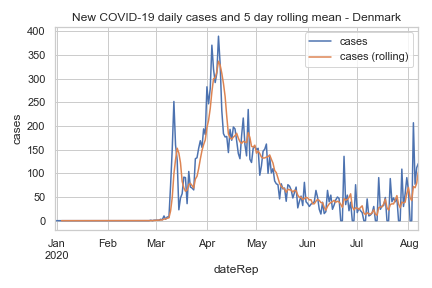 New COVID-19 daily cases and 5 day rolling mean - Denmark
cases
cases (rolling)
400
350
300
250
200
150
100
50
0
cases
Jan Feb Mar Apr May Jun Jul Aug
2020
dateRep